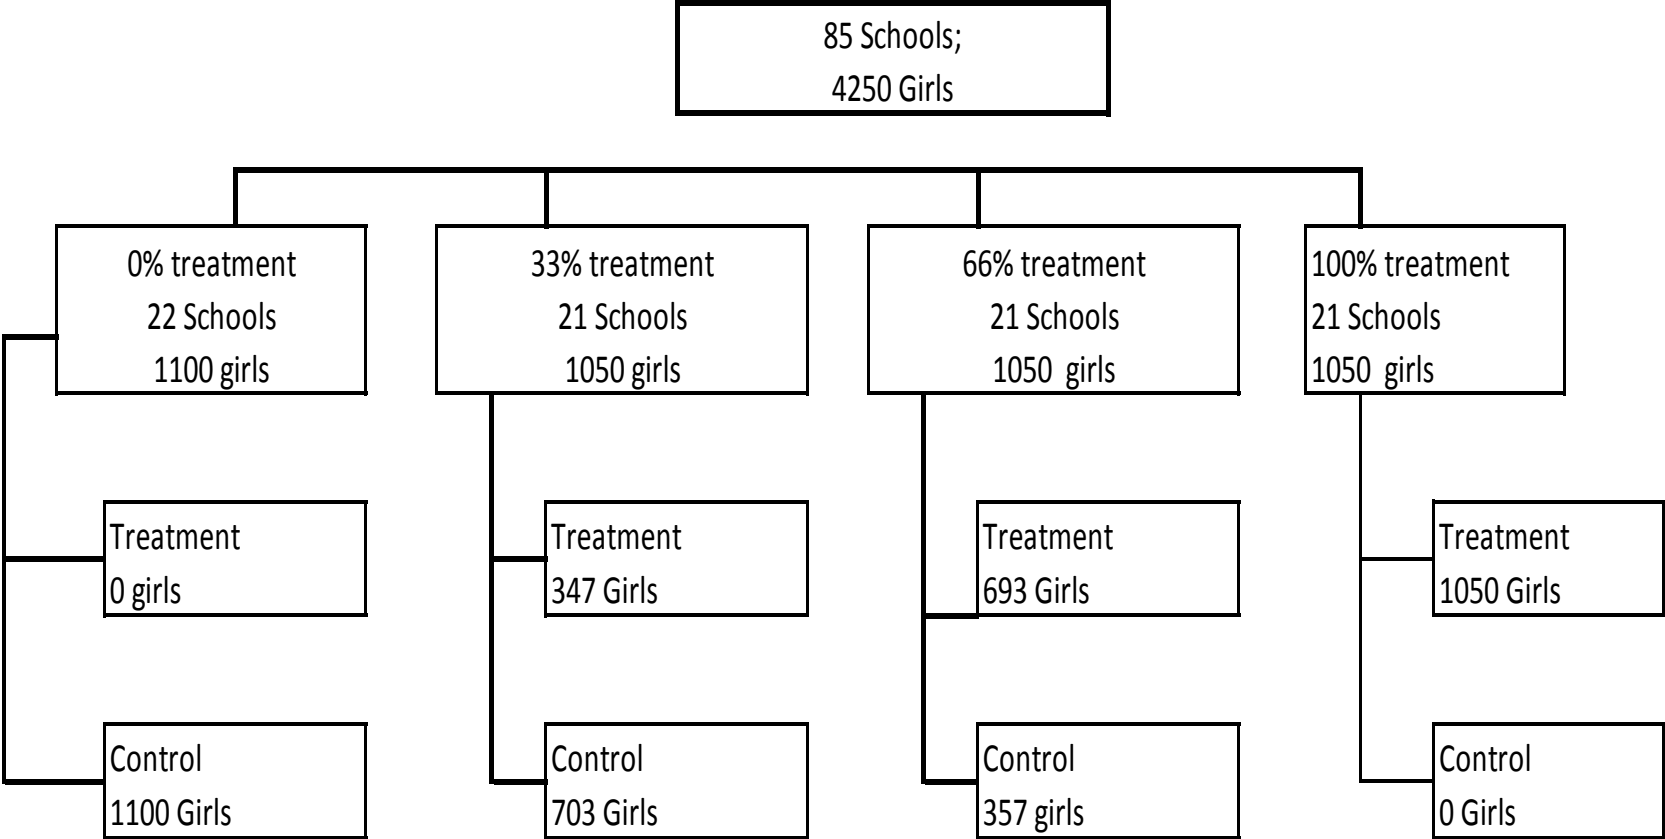 85 Schools;
4250 Girls
0% treatment
22 Schools
1100 girls
33% treatment
21 Schools
1050 girls
66% treatment
21 Schools
1050 girls
100% treatment
21 Schools
1050 girls
Treatment
0 girls
Treatment
347 Girls
Treatment
693 Girls
Treatment
1050 Girls
Control
1100 Girls
Control
703 Girls
Control
357 girls
Control
0 Girls